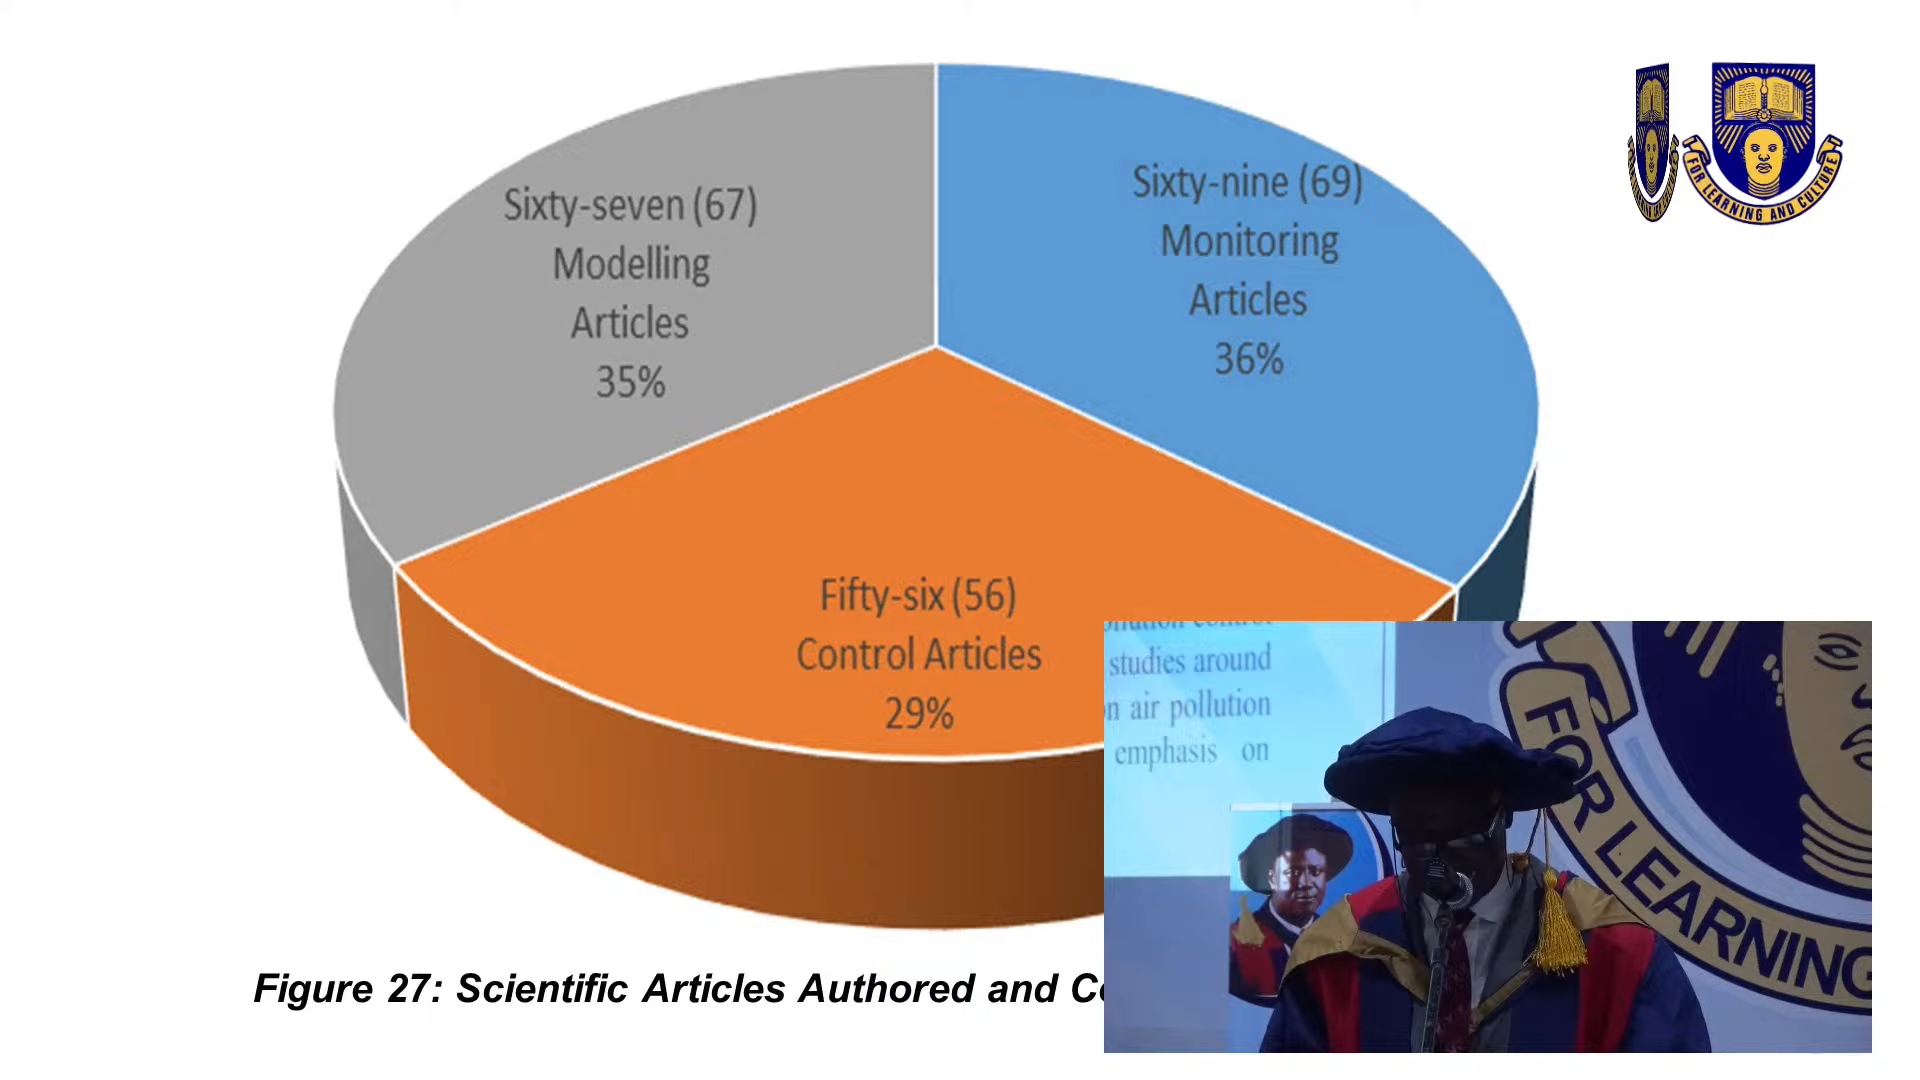 Sixty-seven (67)
Modelling
Articles
35%
Sixty-nine (69)
Monitoring
Articles
36%
Fifty-six (56)
Control Articles
29%
FOR LEARNING AND CULTURE
studies around
air pollution
emphasis on
FOR LEARNING
Figure 27: Scientific Articles Authored and